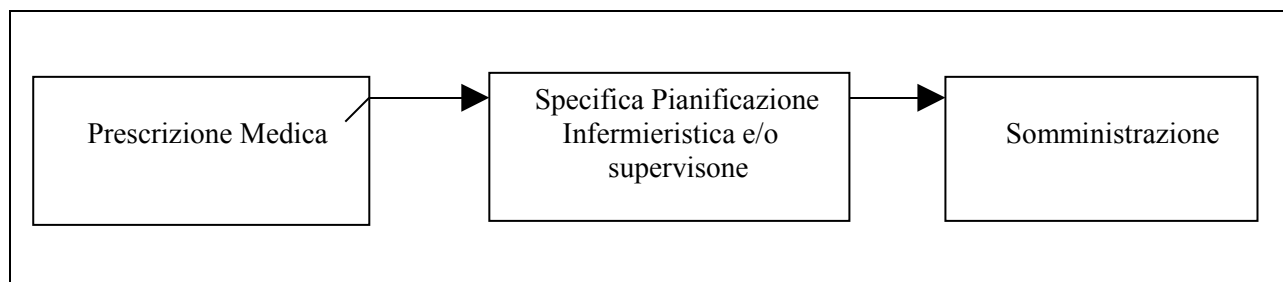 Prescrizione Medica
Specifica Pianificazione
Infermieristica e/o
supervisone
Somministrazione